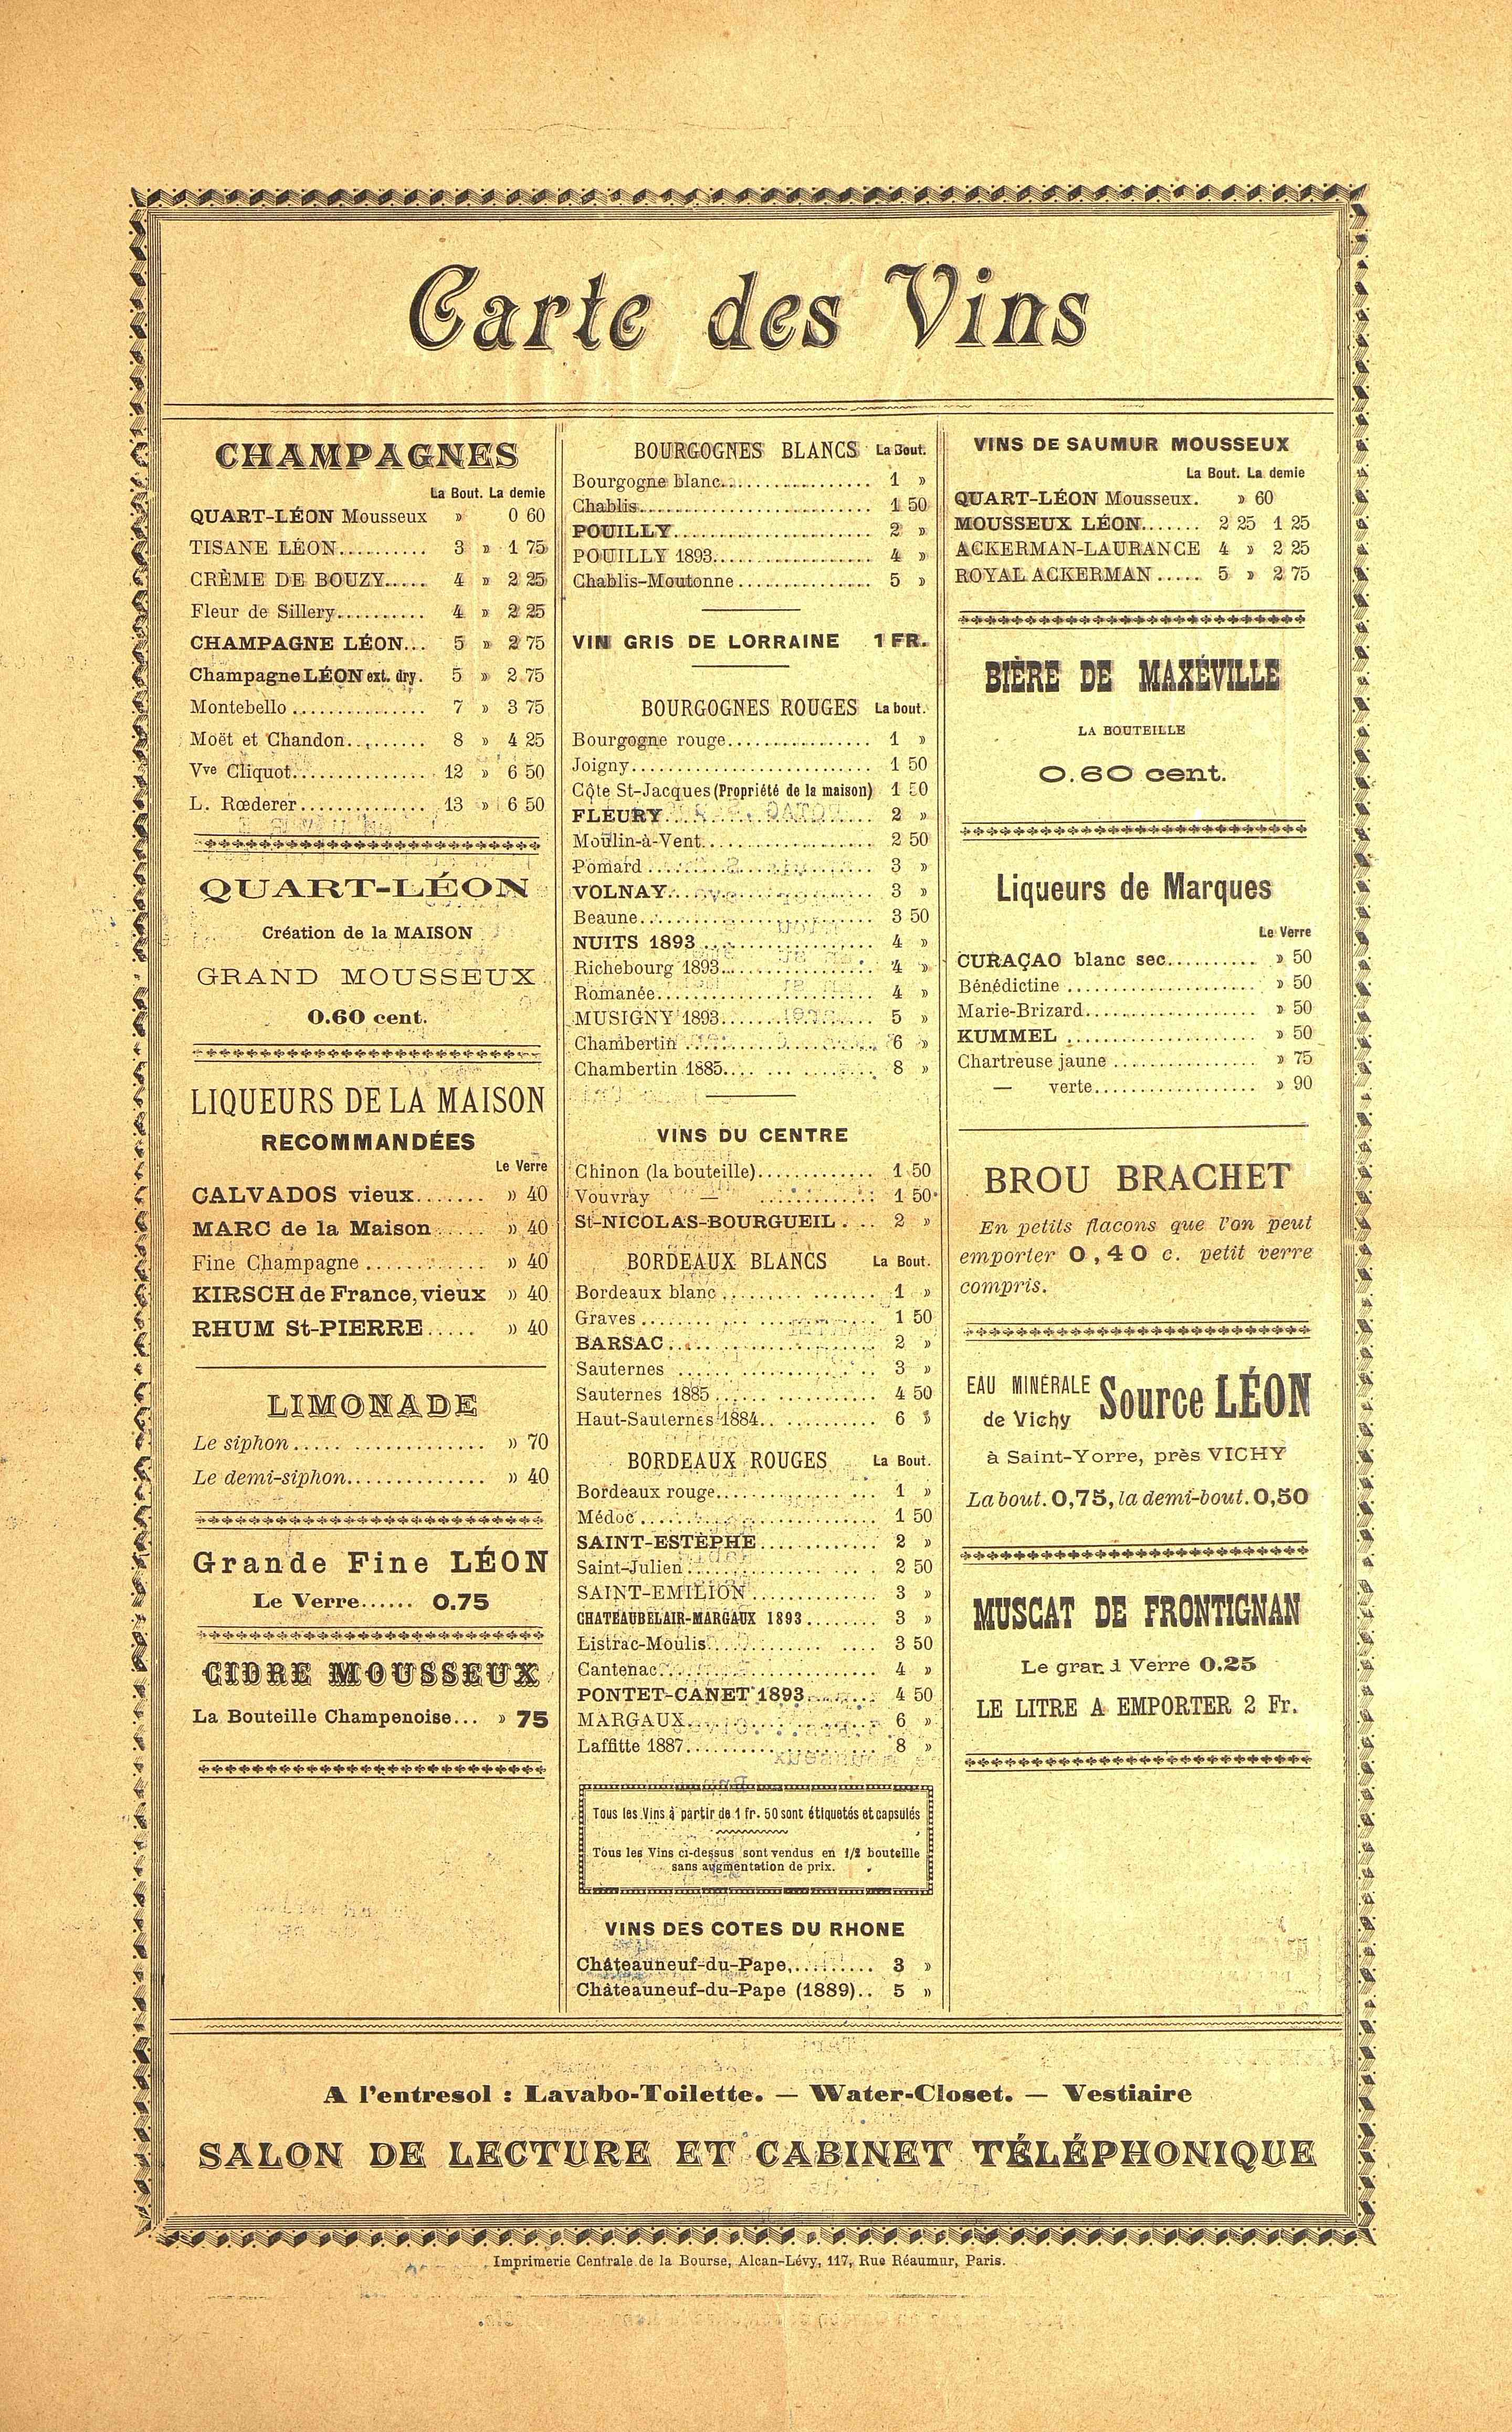 Carte des Vins
CHAMPAGNES
La Bout. La demie
QUART-LÉON Mousseux » 0 60
TISANE LÉON.......... 3 » 1 75
CRÈME DE BOUZY..... 4 » 2 25
Fleur de Sillery.......... 4 » 2 25
CHAMPAGNE LÉON... 5 » 2 75
Champagne LÉON ext. dry. 5 » 2 75
Montebello ............... 7 » 3 75
Moët et Chandon......... 8 » 4 25
Vve Cliquot............... 12 » 6 50
L. Rœderer.............. 13 » 6 50
QUART-LÉON
Création de la MAISON
GRAND MOUSSEUX
0.60 cent.
LIQUEURS DE LA MAISON
RECOMMANDÉES
Le Verre
CALVADOS vieux....... » 40
MARC de la Maison...... » 40
Fine Champagne ............. » 40
KIRSCH de France, vieux » 40
RHUM St-PIERRE..... » 40
LIMONADE
Le siphon..................... » 70
Le demi-siphon.............. » 40
Grande Fine LÉON
Le Verre...... 0.75
CIDRE MOUSSEUX
La Bouteille Champenoise... » 75
BOURGOGNES BLANCS La Bout.
Bourgogne blanc.................. 1 »
Chablis........................... 1 50
POUILLY....................... 2 »
POUILLY 1893................... 4 »
Chablis-Moutonne ................ 5 »
VIN GRIS DE LORRAINE 1 FR.
BOURGOGNES ROUGES La bout.
Bourgogne rouge................. 1 »
Joigny............................ 1 50
Côte St-Jacques (Propriété de la maison) 1 50
FLEURY........................ 2 »
Moulin-à-Vent.................... 2 50
Pomard .......................... 3 »
VOLNAY........................ 3 »
Beaune........................... 3 50
NUITS 1893 .................... 4 »
Richebourg 1893................. 4 »
Romanée......................... 4 »
MUSIGNY 1893.................. 5 »
Chambertin ...................... 6 »
Chambertin 1885................. 8 »
VINS DU CENTRE
Chinon (la bouteille)............. 1 50
Vouvray — ............. 1 50
St-NICOLAS-BOURGUEIL .... 2 »
BORDEAUX BLANCS La Bout.
Bordeaux blanc .................. 1 »
Graves ........................... 1 50
BARSAC........................ 2 »
Sauternes ........................ 3 »
Sauternes 1885................... 4 50
Haut-Sauternes 1884.............. 6 »
BORDEAUX ROUGES La Bout.
Bordeaux rouge................... 1 »
Médoc............................ 1 50
SAINT-ESTÈPHE............. 2 »
Saint-Julien...................... 2 50
SAINT-EMILION............... 3 »
CHATEAUBELAIR-MARGAUX 1893........ 3 »
Listrac-Moulis................... 3 50
Cantenac......................... 4 »
PONTET-CANET 1893......... 4 50
MARGAUX...................... 6 »
Laffitte 1887..................... 8 »
Tous les Vins à partir de 1 fr. 50 sont étiquetés et capsulés
Tous les Vins ci-dessus sont vendus en 1/2 bouteille
sans augmentation de prix.
VINS DES COTES DU RHONE
Châteauneuf-du-Pape.......... 3 »
Châteauneuf-du-Pape (1889).. 5 »
VINS DE SAUMUR MOUSSEUX
La Bout. La demie
QUART-LÉON Mousseux. » 60
MOUSSEUX LÉON....... 2 25 1 25
ACKERMAN-LAURANCE 4 » 2 25
ROYAL ACKERMAN ..... 5 » 2 75
BIÈRE DE MAXÉVILLE
LA BOUTEILLE
0.60 cent.
Liqueurs de Marques
Le Verre
CURAÇAO blanc sec.......... » 50
Bénédictine ..................... » 50
Marie-Brizard................... » 50
KUMMEL ..................... » 50
Chartreuse jaune ................ » 75
— verte.................. » 90
BROU BRACHET
En petits flacons que l'on peut
emporter 0,40 c. petit verre
compris.
EAU MINÉRALE
de Vichy
Source LÉON
à Saint-Yorre, près VICHY
La bout. 0,75, la demi-bout. 0,50
MUSCAT DE FRONTIGNAN
Le grand Verre 0.25
LE LITRE A EMPORTER 2 Fr.
A l'entresol : Lavabo-Toilette. — Water-Closet. — Vestiaire
SALON DE LECTURE ET CABINET TÉLÉPHONIQUE
Imprimerie Centrale de la Bourse, Alcan-Lévy, 117, Rue Réaumur, Paris.